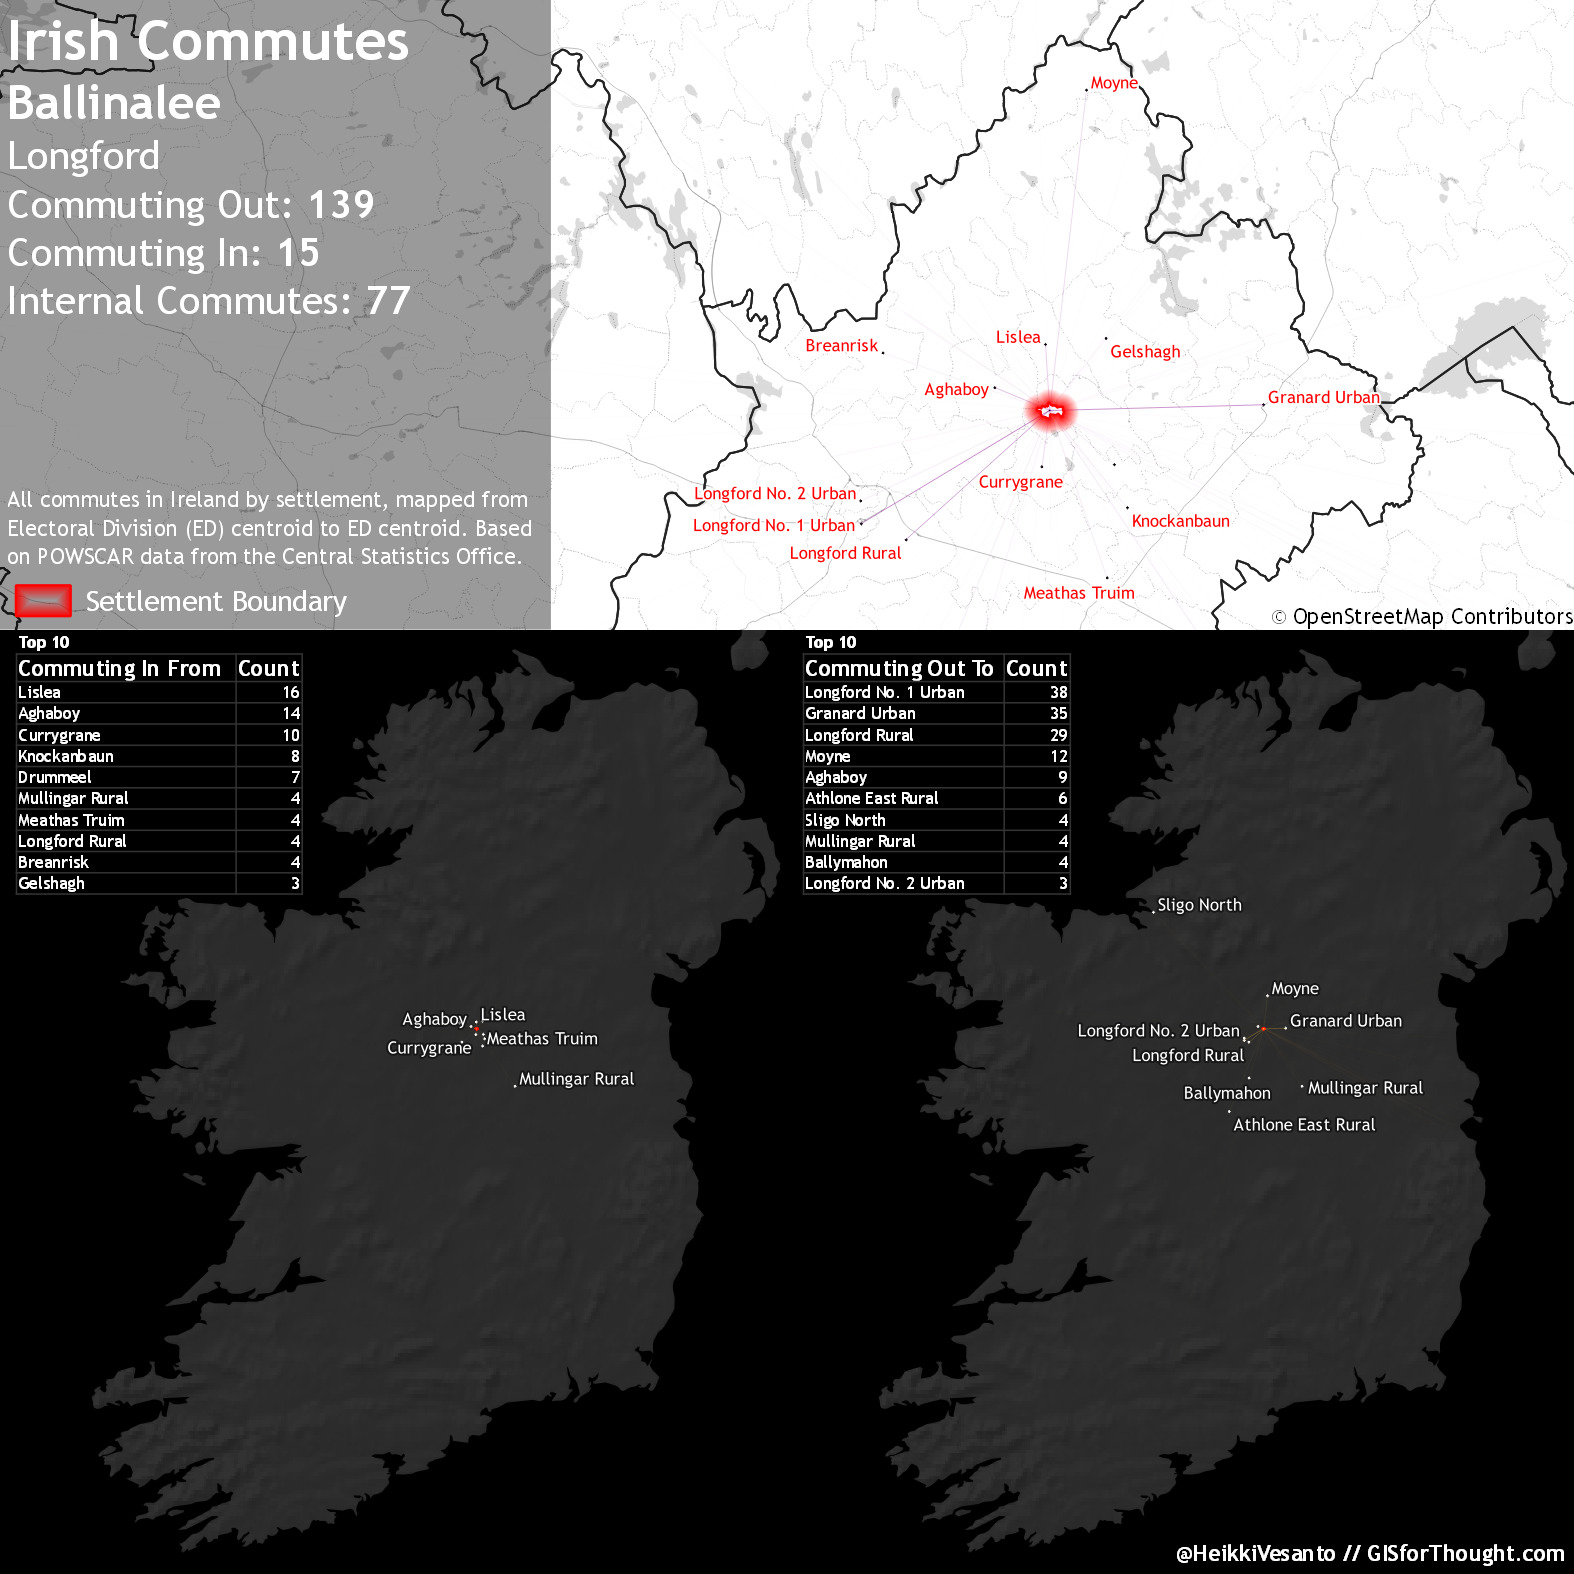 Irish Commutes
Ballinalee
Longford
Commuting Out: 139
Commuting In: 15
Internal Commutes: 77
All commutes in Ireland by settlement, mapped from
Electoral Division (ED) centroid to ED centroid. Based
on POWSCAR data from the Central Statistics Office.
Settlement Boundary
Moyne
Lislea
Breanrisk
Gelshagh
Aghaboy
Granard Urban
Currygrane
Longford No. 2 Urban
Longford No. 1 Urban
Knockanbaun
Longford Rural
Meathas Truim
© OpenStreetMap Contributors
Top 10
Commuting In From Count
Lislea 16
Aghaboy 14
Currygrane 10
Knockanbaun 8
Drummeel 7
Mullingar Rural 4
Meathas Truim 4
Longford Rural 4
Breanrisk 4
Gelshagh 3
Aghaboy
Lislea
Meathas Truim
Currygrane
Mullingar Rural
Top 10
Commuting Out To Count
Longford No. 1 Urban 38
Granard Urban 35
Longford Rural 29
Moyne 12
Aghaboy 9
Athlone East Rural 6
Sligo North 4
Mullingar Rural 4
Ballymahon 4
Longford No. 2 Urban 3
Sligo North
Moyne
Granard Urban
Longford No. 2 Urban
Longford Rural
Ballymahon
Mullingar Rural
Athlone East Rural
@HeikkiVesanto // GISforThought.com